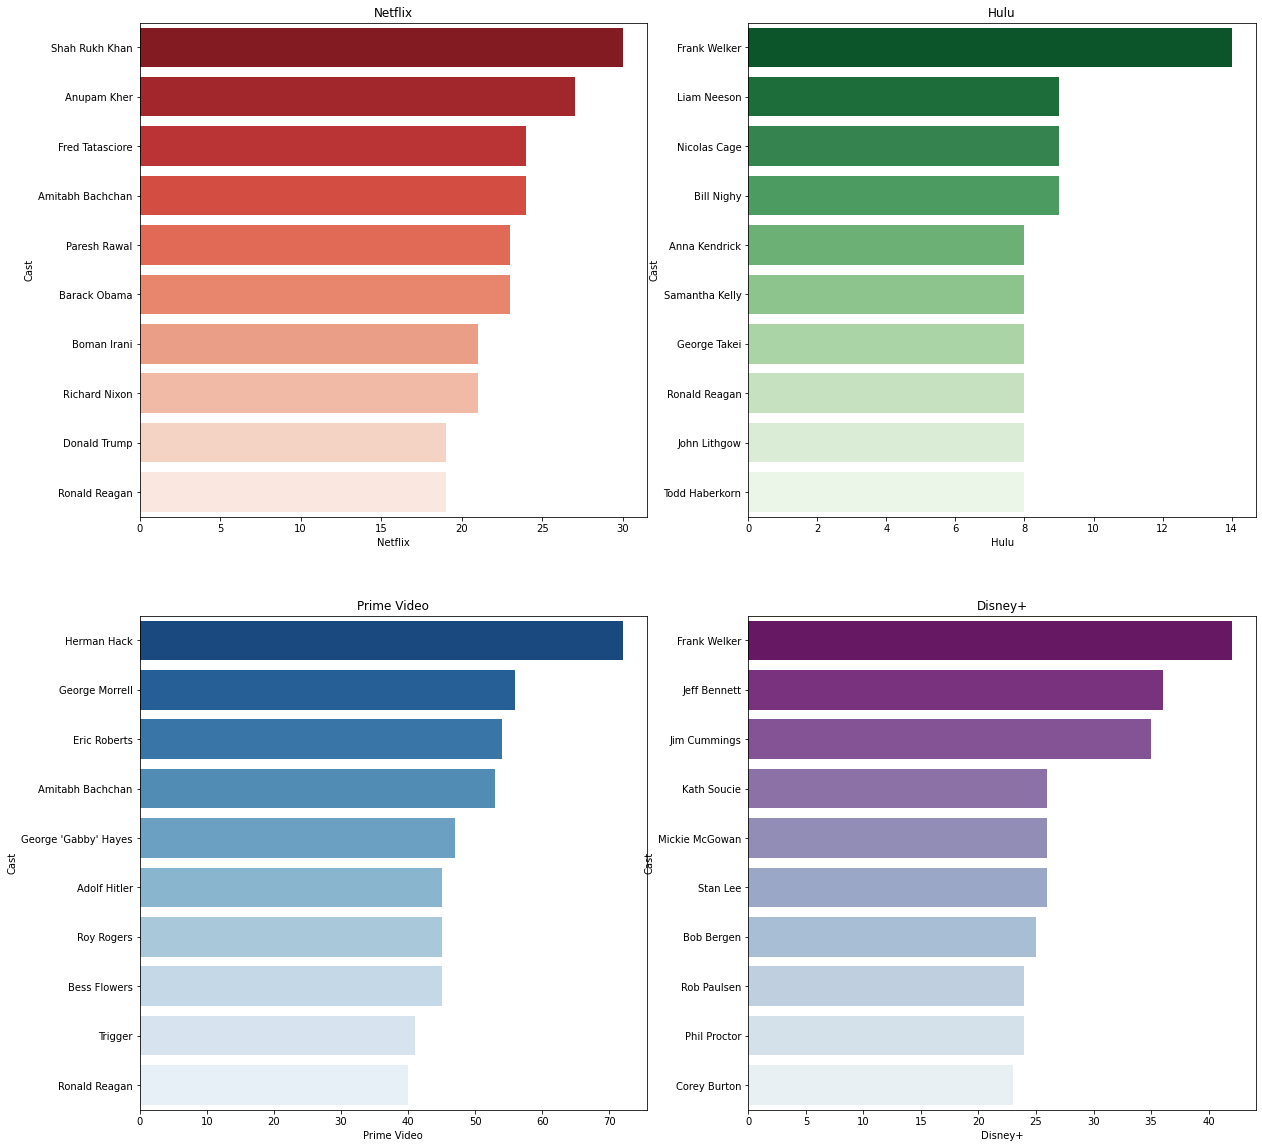 Netflix
Shah Rukh Khan
Anupam Kher
Fred Tatasciore
Amitabh Bachchan
Paresh Rawal
Cast
Barack Obama
Boman Irani
Richard Nixon
Donald Trump
Ronald Reagan
0 5 10 15 20 25 30
Netflix
Hulu
Frank Welker
Liam Neeson
Nicolas Cage
Bill Nighy
Anna Kendrick
Cast
Samantha Kelly
George Takei
Ronald Reagan
John Lithgow
Todd Haberkorn
0 2 4 6 8 10 12 14
Hulu
Prime Video
Herman Hack
George Morrell
Eric Roberts
Amitabh Bachchan
George 'Gabby' Hayes
Cast
Adolf Hitler
Roy Rogers
Bess Flowers
Trigger
Ronald Reagan
0 10 20 30 40 50 60 70
Prime Video
Disney+
Frank Welker
Jeff Bennett
Jim Cummings
Kath Soucie
Mickie McGowan
Cast
Stan Lee
Bob Bergen
Rob Paulsen
Phil Proctor
Corey Burton
0 5 10 15 20 25 30 35 40
Disney+